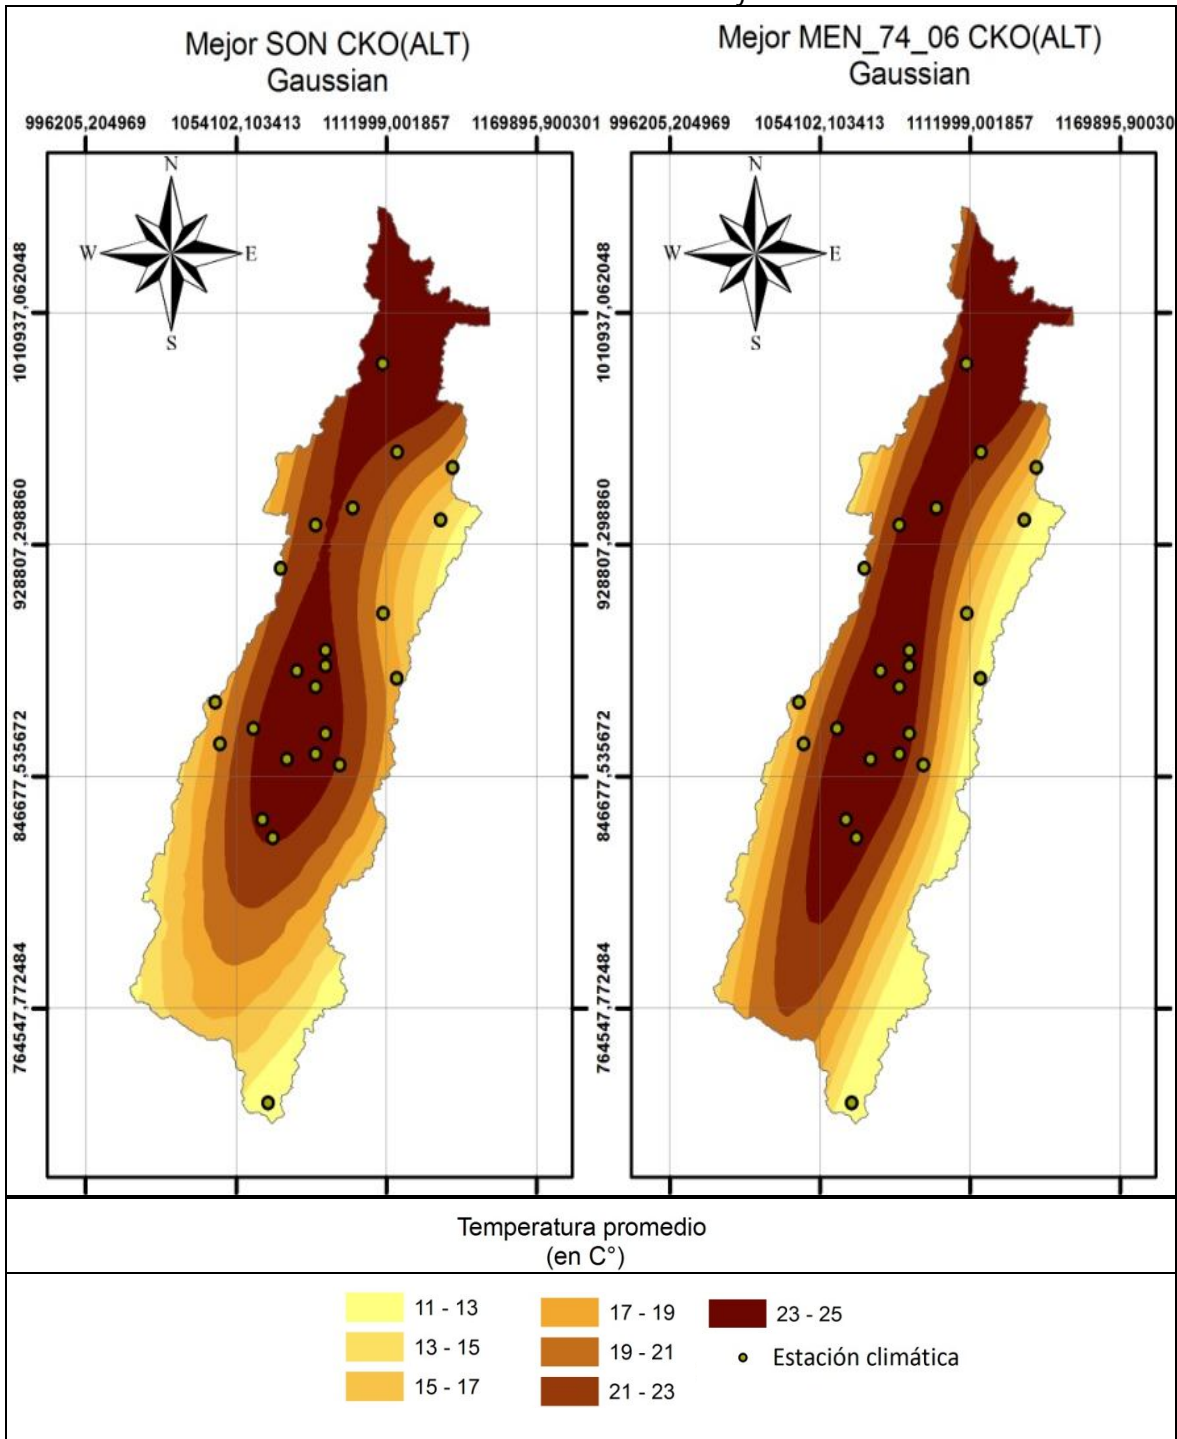 Mejor SON CKO(ALT)
Gaussian
996205,204969 1054102,103413 1111999,001857 1169895,900301
N
W E
S
1010937,062048
928807,298860
846677,535672
764547,772484
Mejor MEN_74_06 CKO(ALT)
Gaussian
996205,204969 1054102,103413 1111999,001857 1169895,90030
N
W E
S
1010937,062048
928807,298860
846677,535672
764547,772484
Temperatura promedio
(en C°)
11 - 13
13 - 15
15 - 17
17 - 19
19 - 21
21 - 23
23 - 25
Estación climática